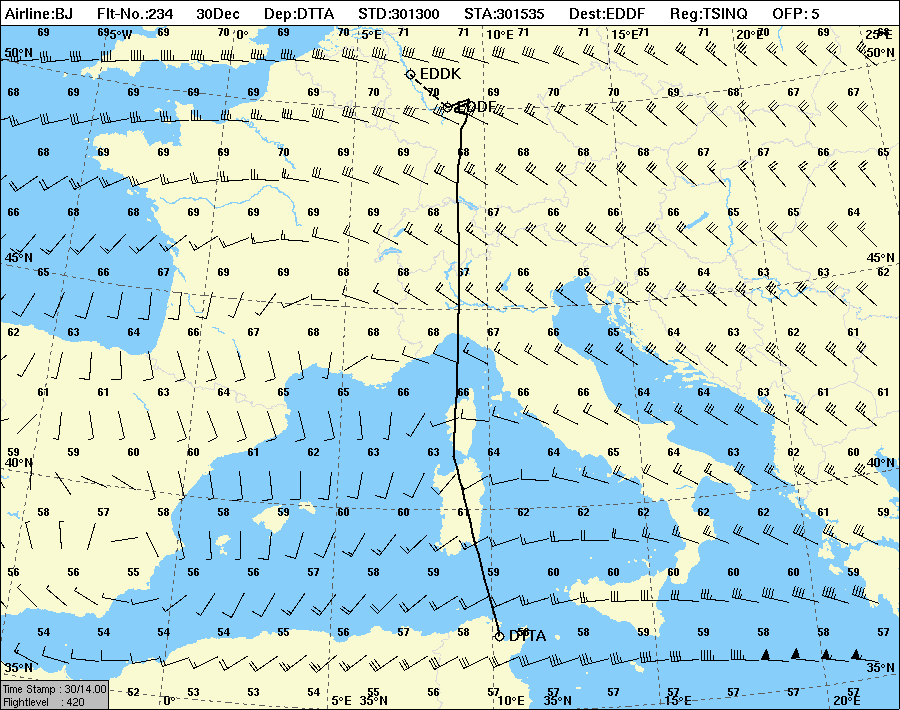 Airline:BJ Flt-No.:234 30Dec Dep:DTTA STD:301300 STA:301535 Dest:EDDF Reg:TSINQ OFP: 5
69 69 5°W 69 70 0° 70 70 5°E 71 71 10°E 71 71 15°E 71 71 20°E 25°E
50°N 50°N
EDDK
68 69 69 69 69 70 70 70 69 69 69 69 68 68 67
EDDF
68 68 69 69 70 69 69 68 68 68 68 67 67 66 65
66 68 68 69 69 69 69 68 67 66 66 66 65 65 64
45°N 45°N
65 66 67 69 69 69 68 68 67 66 65 65 64 63 62
62 63 64 66 67 68 68 68 67 66 65 64 63 62 61
61 61 63 64 65 66 66 66 66 65 64 64 63 62 61
59 59 60 61 62 62 63 63 64 64 65 64 62 61 60
40°N 40°N
58 57 58 59 59 60 60 61 62 62 62 62 62 61 59
56 56 55 56 56 57 58 59 59 60 60 60 60 60 59
54 54 54 54 55 56 57 58 58 58 58 58 58 58 57
DTTA
35°N 35°N
Time Stamp : 30/14.00
Flightlevel : 420
52 0° 53 53 5°E 35°N 55 56 10°E 35°N 57 57 15°E 57 57 20°E 57